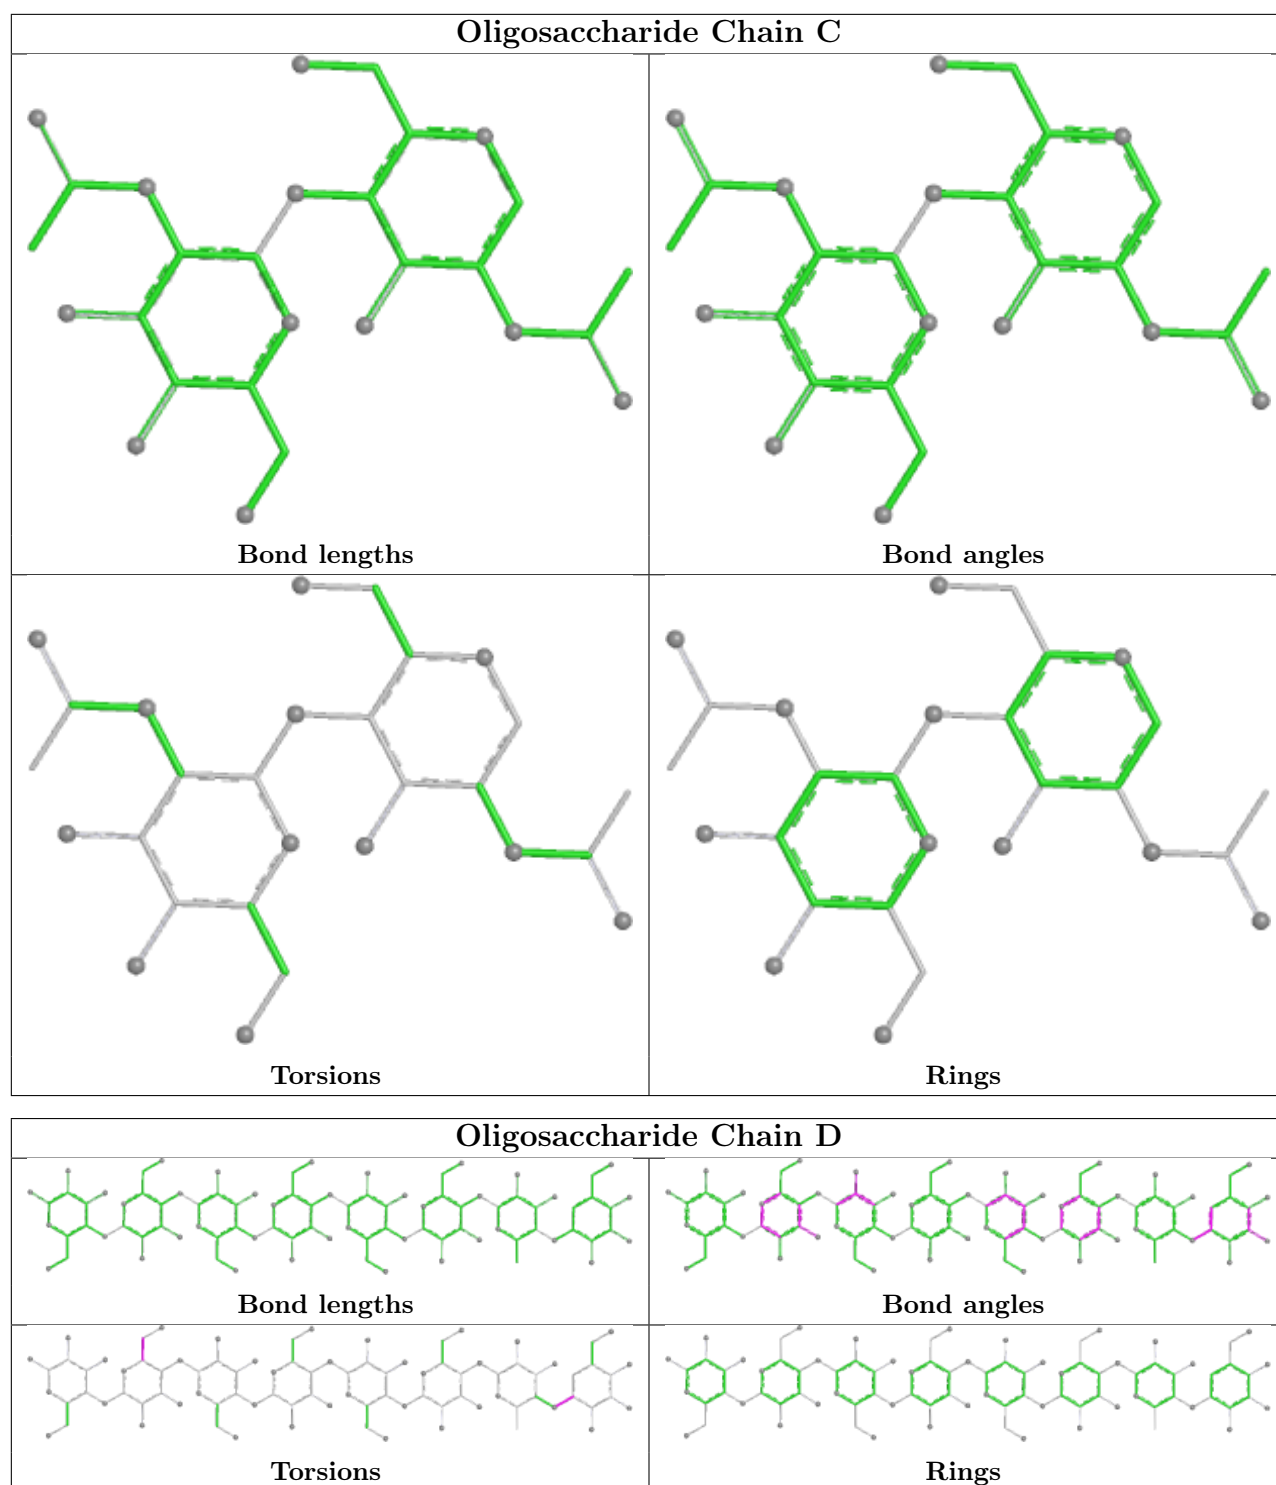 Oligosaccharide Chain C
Bond lengths
Bond angles
Torsions
Rings
Oligosaccharide Chain D
Bond lengths
Bond angles
Torsions
Rings